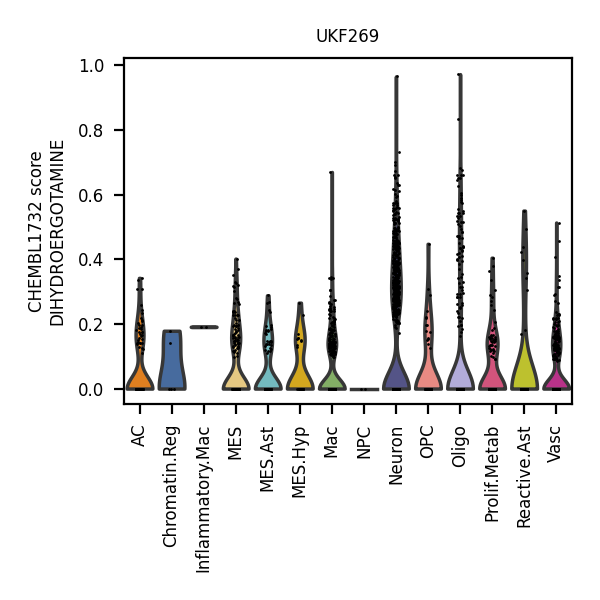 UKF269
CHEMBL1732 score
DIHYDROERGOTAMINE
1.0
0.8
0.6
0.4
0.2
0.0
AC
Chromatin.Reg
Inflammatory.Mac
MES
MES.Ast
MES.Hyp
Mac
NPC
Neuron
OPC
Oligo
Prolif.Metab
Reactive.Ast
Vasc